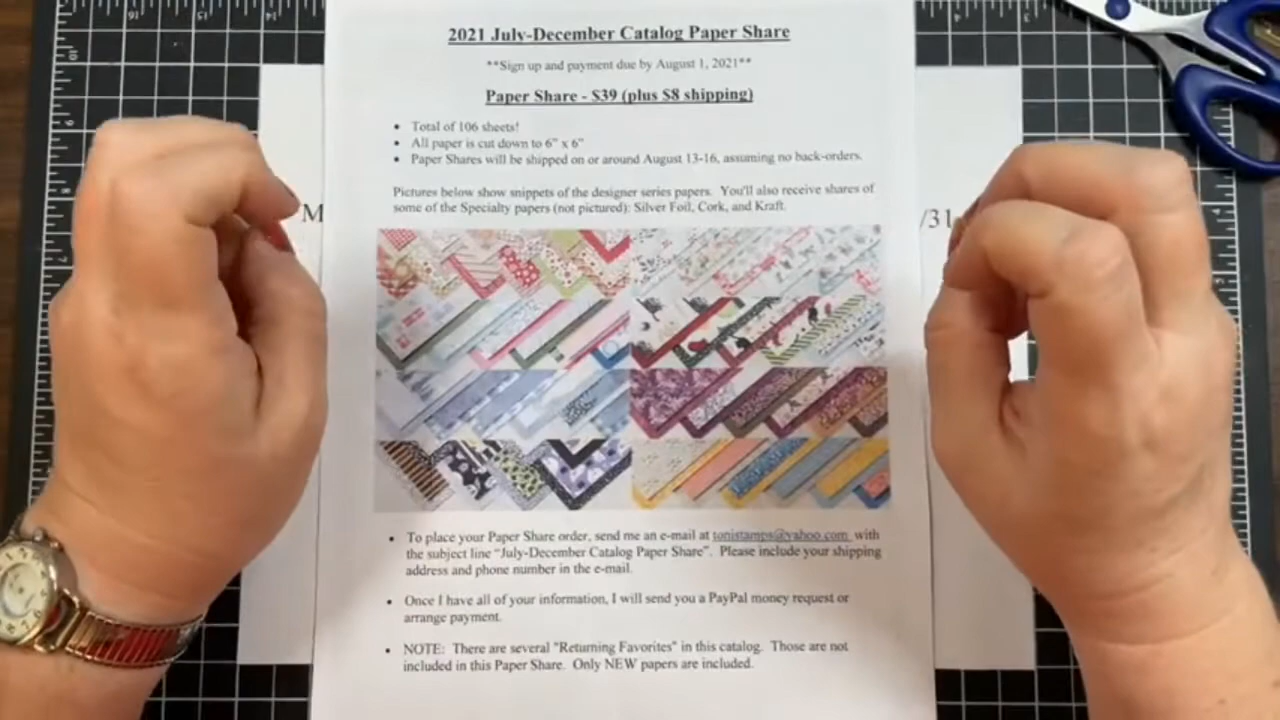 2021 July-December Catalog Paper Share
**Sign up and payment due by August 1, 2021**
Paper Share - $39 (plus $8 shipping)
• Total of 106 sheets!
• All paper is cut down to 6" x 6"
• Paper Shares will be shipped on or around August 13-16, assuming no back-orders.
Pictures below show snippets of the designer series papers. You'll also receive shares of
some of the Specialty papers (not pictured): Silver Foil, Cork, and Kraft.
M
/31
• To place your Paper Share order, send me an e-mail at tonistamps@yahoo.com with
the subject line "July-December Catalog Paper Share". Please include your shipping
address and phone number in the e-mail.
• Once I have all of your information, I will send you a PayPal money request or
arrange payment.
• NOTE: There are several "Returning Favorites" in this catalog. Those are not
included in this Paper Share. Only NEW papers are included.